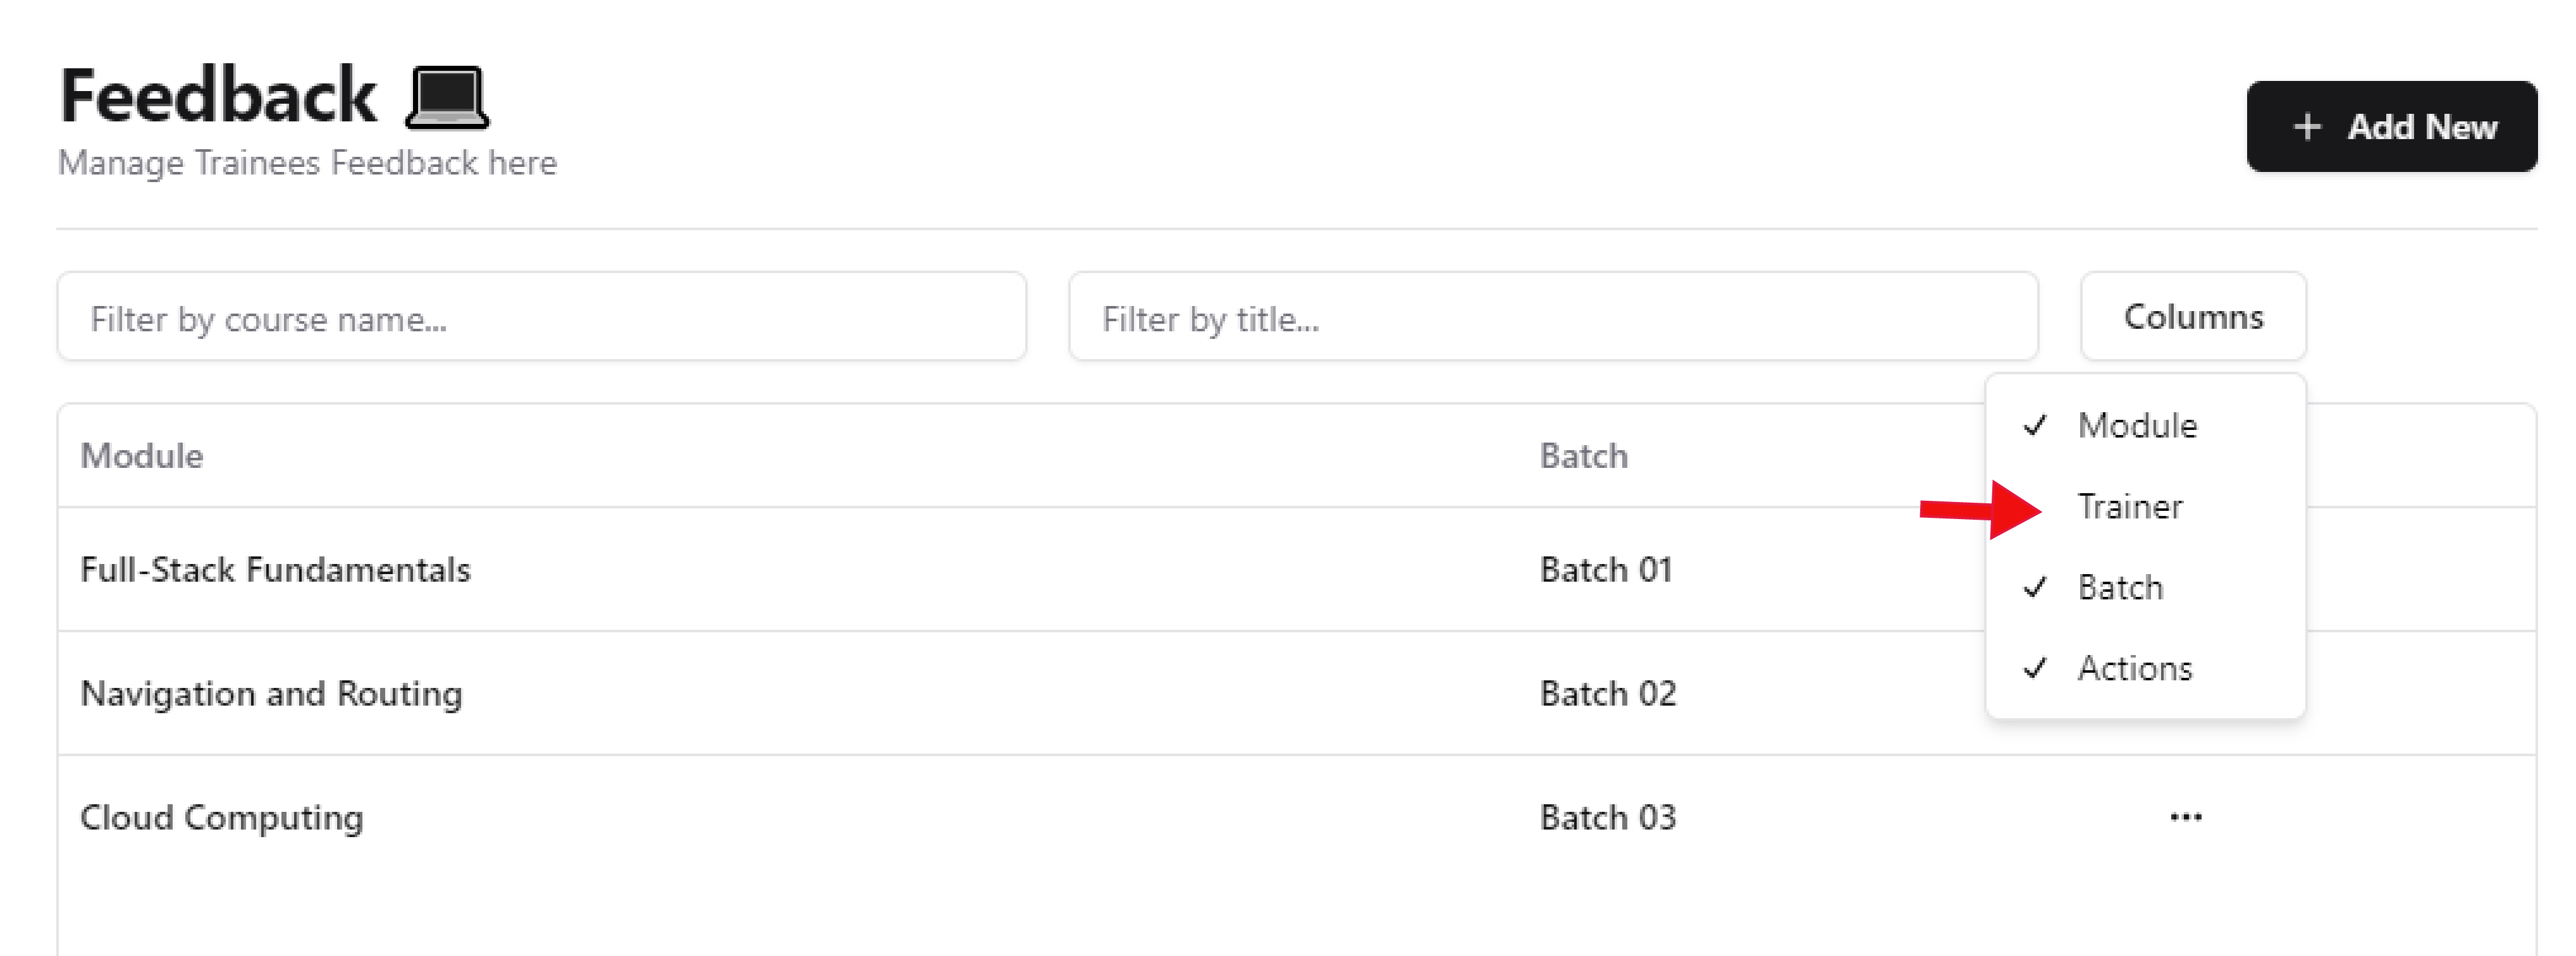 Feedback 💻
Manage Trainees Feedback here
+ Add New
Filter by course name...
Filter by title...
Columns
Module
Trainer
Batch
Actions
Module Batch
Full-Stack Fundamentals Batch 01
Navigation and Routing Batch 02
Cloud Computing Batch 03 ...